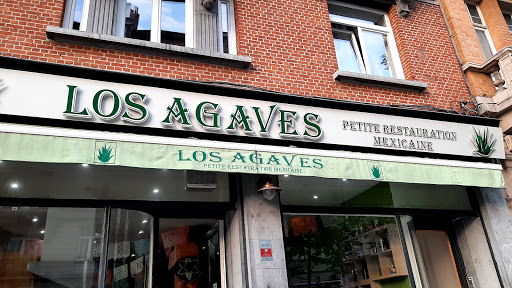 LOS AGAVES
PETITE RESTAURATION
MEXICAINE
LOS AGAVES
PETITE RESTAURATION MEXICAINE